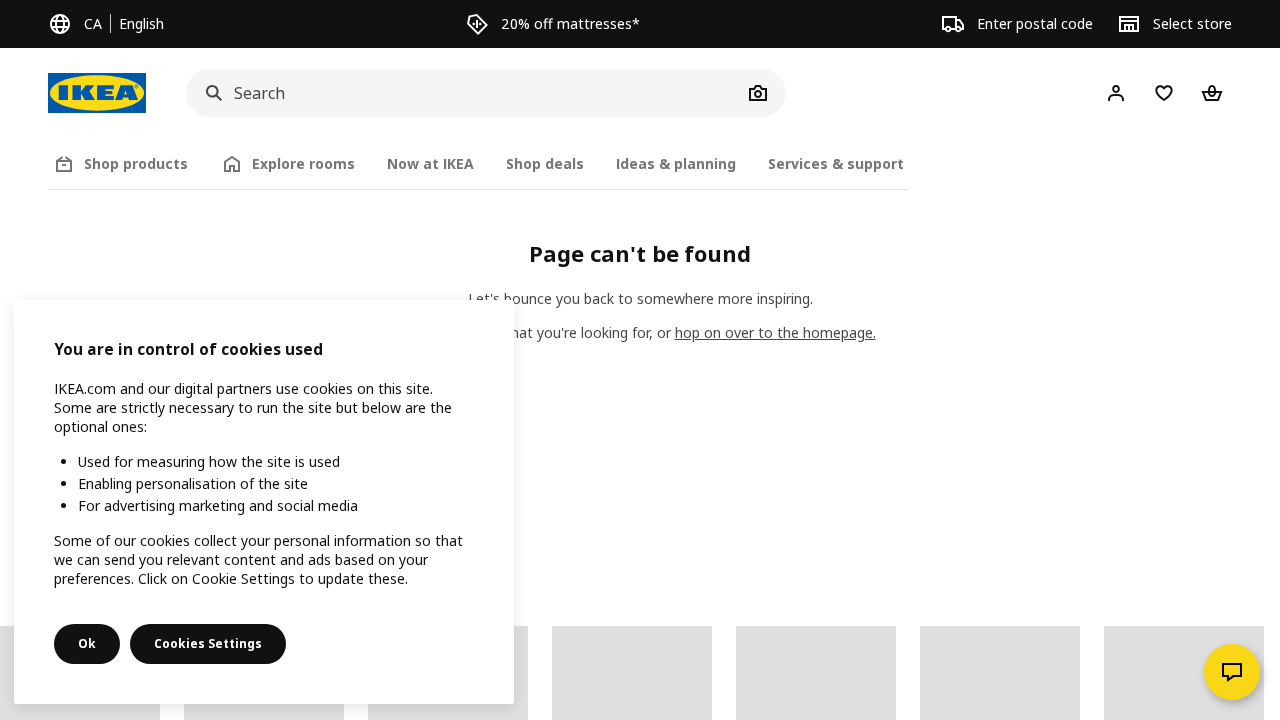 CA English
20% off mattresses*
Enter postal code
Select store
IKEA
Search
Shop products
Explore rooms
Now at IKEA
Shop deals
Ideas & planning
Services & support
Page can't be found
Let's bounce you back to somewhere more inspiring.
you're looking for, or hop on over to the homepage.
You are in control of cookies used
IKEA.com and our digital partners use cookies on this site.
Some are strictly necessary to run the site but below are the
optional ones:
Used for measuring how the site is used
Enabling personalisation of the site
For advertising marketing and social media
Some of our cookies collect your personal information so that
we can send you relevant content and ads based on your
preferences. Click on Cookie Settings to update these.
Ok
Cookies Settings